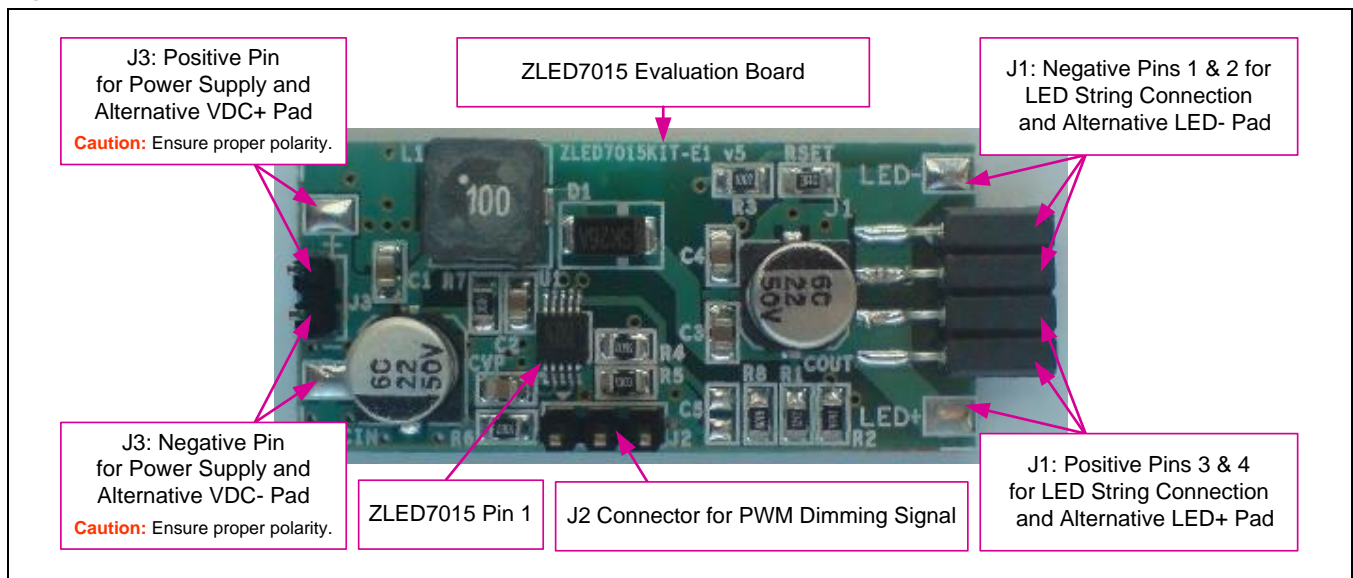 J3: Positive Pin
for Power Supply and
Alternative VDC+ Pad
Caution: Ensure proper polarity.
ZLED7015 Evaluation Board
J1: Negative Pins 1 & 2 for
LED String Connection
and Alternative LED- Pad
ZLED7015KIT-E1 v5
RSET
LED-
L1
100
D1
SK26A
1002
R3
J1
C4
6C
22
50V
C1
R7
U1
J3
C2
C3
R4
R5
COUT
6C
22
50V
CVP
C5
R8
R1
R2
LED+
CIN
R6
J2
J3: Negative Pin
for Power Supply and
Alternative VDC- Pad
Caution: Ensure proper polarity.
ZLED7015 Pin 1
J2 Connector for PWM Dimming Signal
J1: Positive Pins 3 & 4
for LED String Connection
and Alternative LED+ Pad